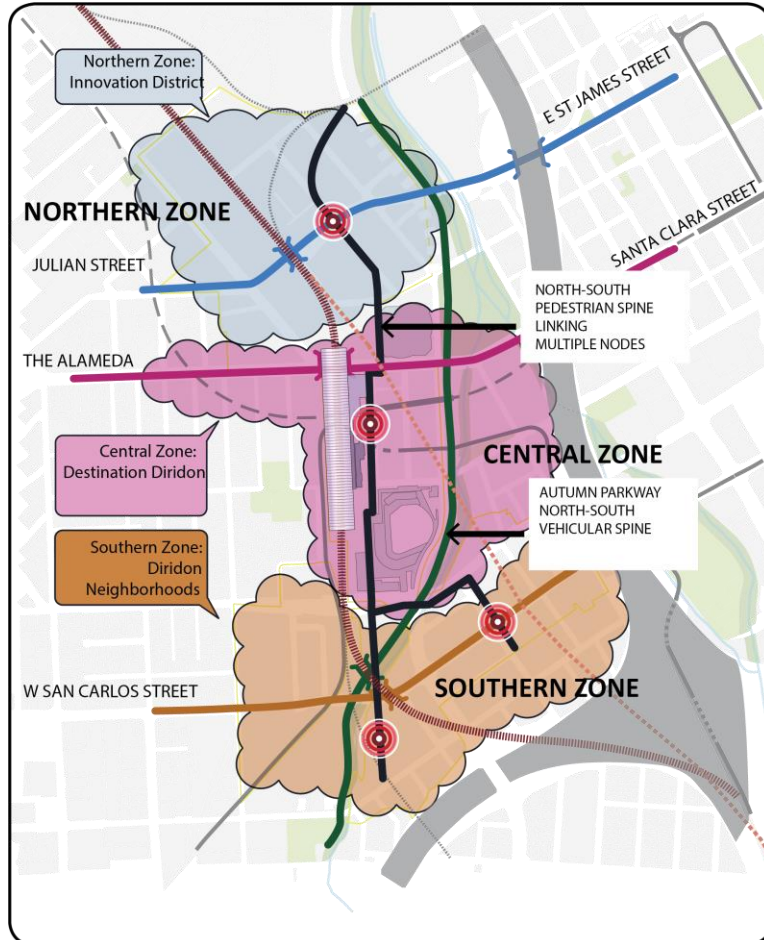 Northern Zone:
Innovation District
E ST JAMES STREET
NORTHERN ZONE
SANTA CLARA STREET
JULIAN STREET
NORTH-SOUTH
PEDESTRIAN SPINE
LINKING
MULTIPLE NODES
THE ALAMEDA
Central Zone:
Destination Diridon
CENTRAL ZONE
AUTUMN PARKWAY
NORTH-SOUTH
VEHICULAR SPINE
Southern Zone:
Diridon
Neighborhoods
W SAN CARLOS STREET
SOUTHERN ZONE